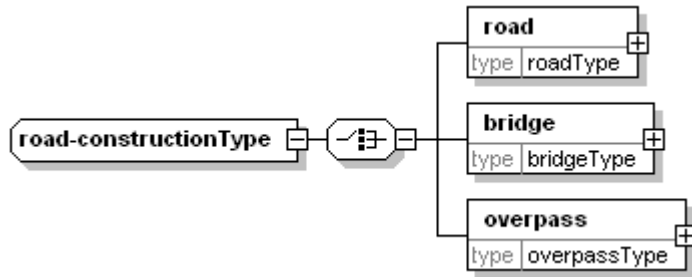 road
type roadType
road-constructionType
bridge
type bridgeType
overpass
type overpassType